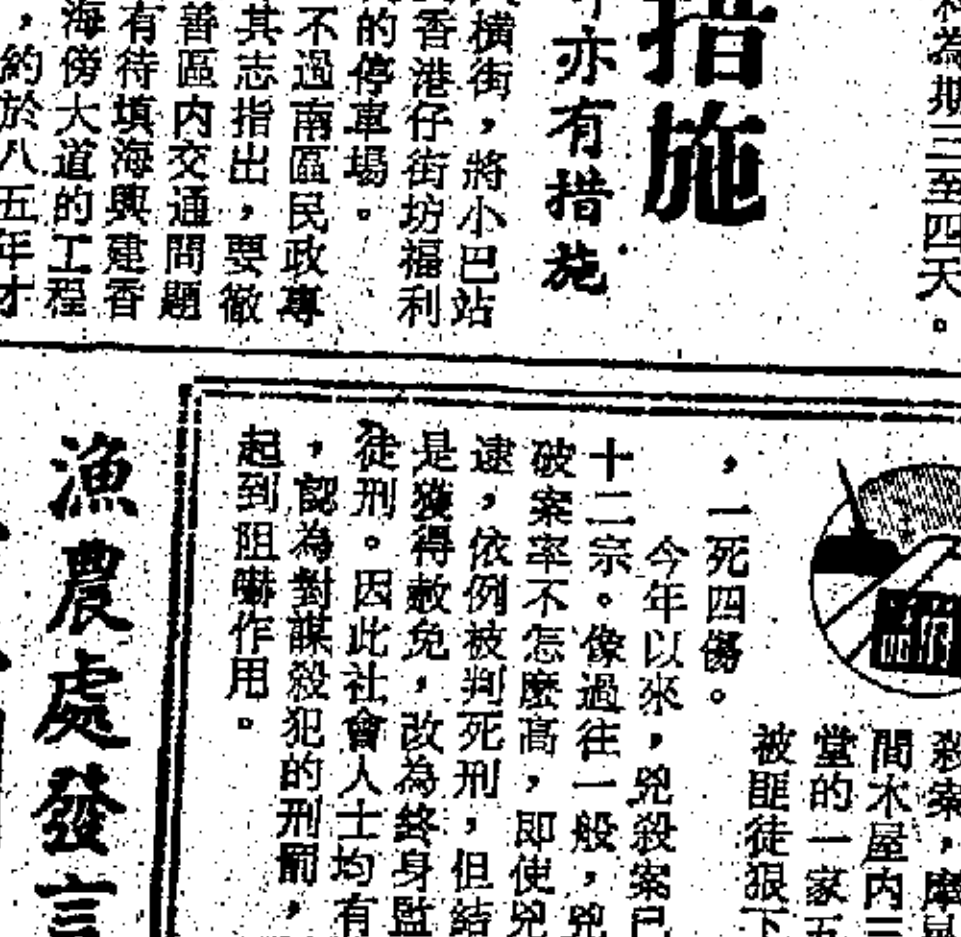 為期三至四天。
措施
亦有措施
橫街，將小巴站
香港仔街坊福利
的停車場。
不過南區民政專
其志指出，要徹
善區內交通問題
有待填海興建香
海傍大道的工程
，約於八五年才
殺案，
間木屋內三
堂的一家五
被匪徒狠下
，一死四傷。
今年以來，兇殺案已
十二宗。像過往一般，兇
破案率不怎麼高，即使兇
逮，依例被判死刑，但結
是獲得赦免，改為終身監
徒刑。因此社會人士均有
，認為對謀殺犯的刑罰，
起到阻嚇作用。
漁農處發言